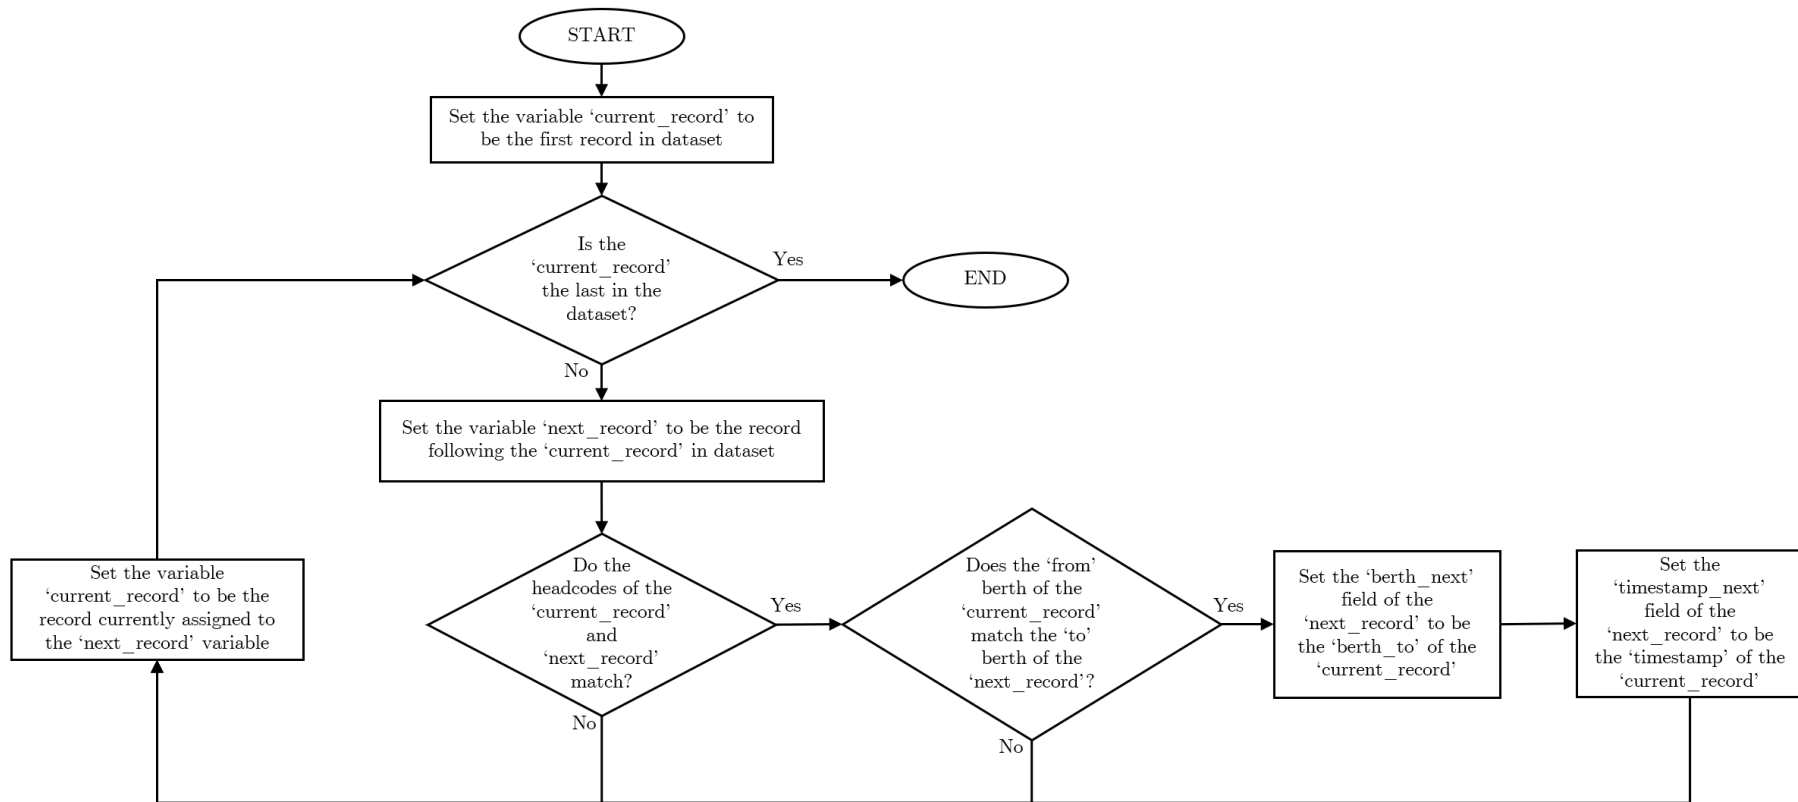 START
Set the variable ‘current_record’ to
be the first record in dataset
Is the
‘current_record’
the last in the
dataset?
Yes
END
No
Set the variable ‘next_record’ to be the record
following the ‘current_record’ in dataset
Set the variable
‘current_record’ to be the
record currently assigned to
the ‘next_record’ variable
Do the
headcodes of the
‘current_record’
and
‘next_record’
match?
Yes
No
Does the ‘from’
berth of the
‘current_record’
match the ‘to’
berth of the
‘next_record’?
Yes
No
Set the ‘berth_next’
field of the
‘next_record’ to be
the ‘berth_to’ of the
‘current_record’
Set the
‘timestamp_next’
field of the
‘next_record’ to be
the ‘timestamp’ of the
‘current_record’